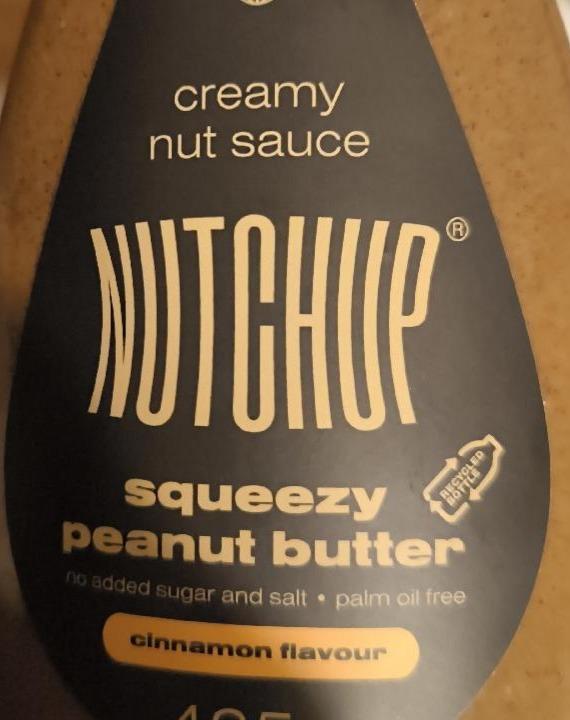 creamy
nut sauce
NUTCHUP®
RECYCLED
BOTTLE
squeezy
peanut butter
no added sugar and salt • palm oil free
cinnamon flavour